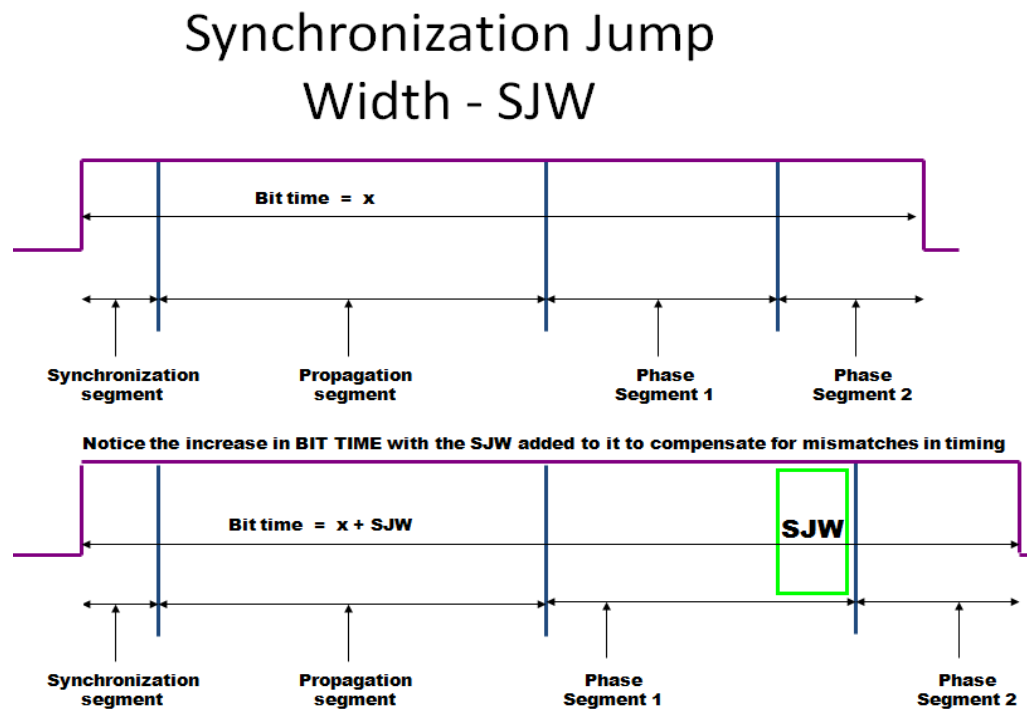 Synchronization Jump
Width - SJW
Bit time = x
Synchronization
segment
Propagation
segment
Phase
Segment 1
Phase
Segment 2
Notice the increase in BIT TIME with the SJW added to it to compensate for mismatches in timing
Bit time = x + SJW
SJW
Synchronization
segment
Propagation
segment
Phase
Segment 1
Phase
Segment 2